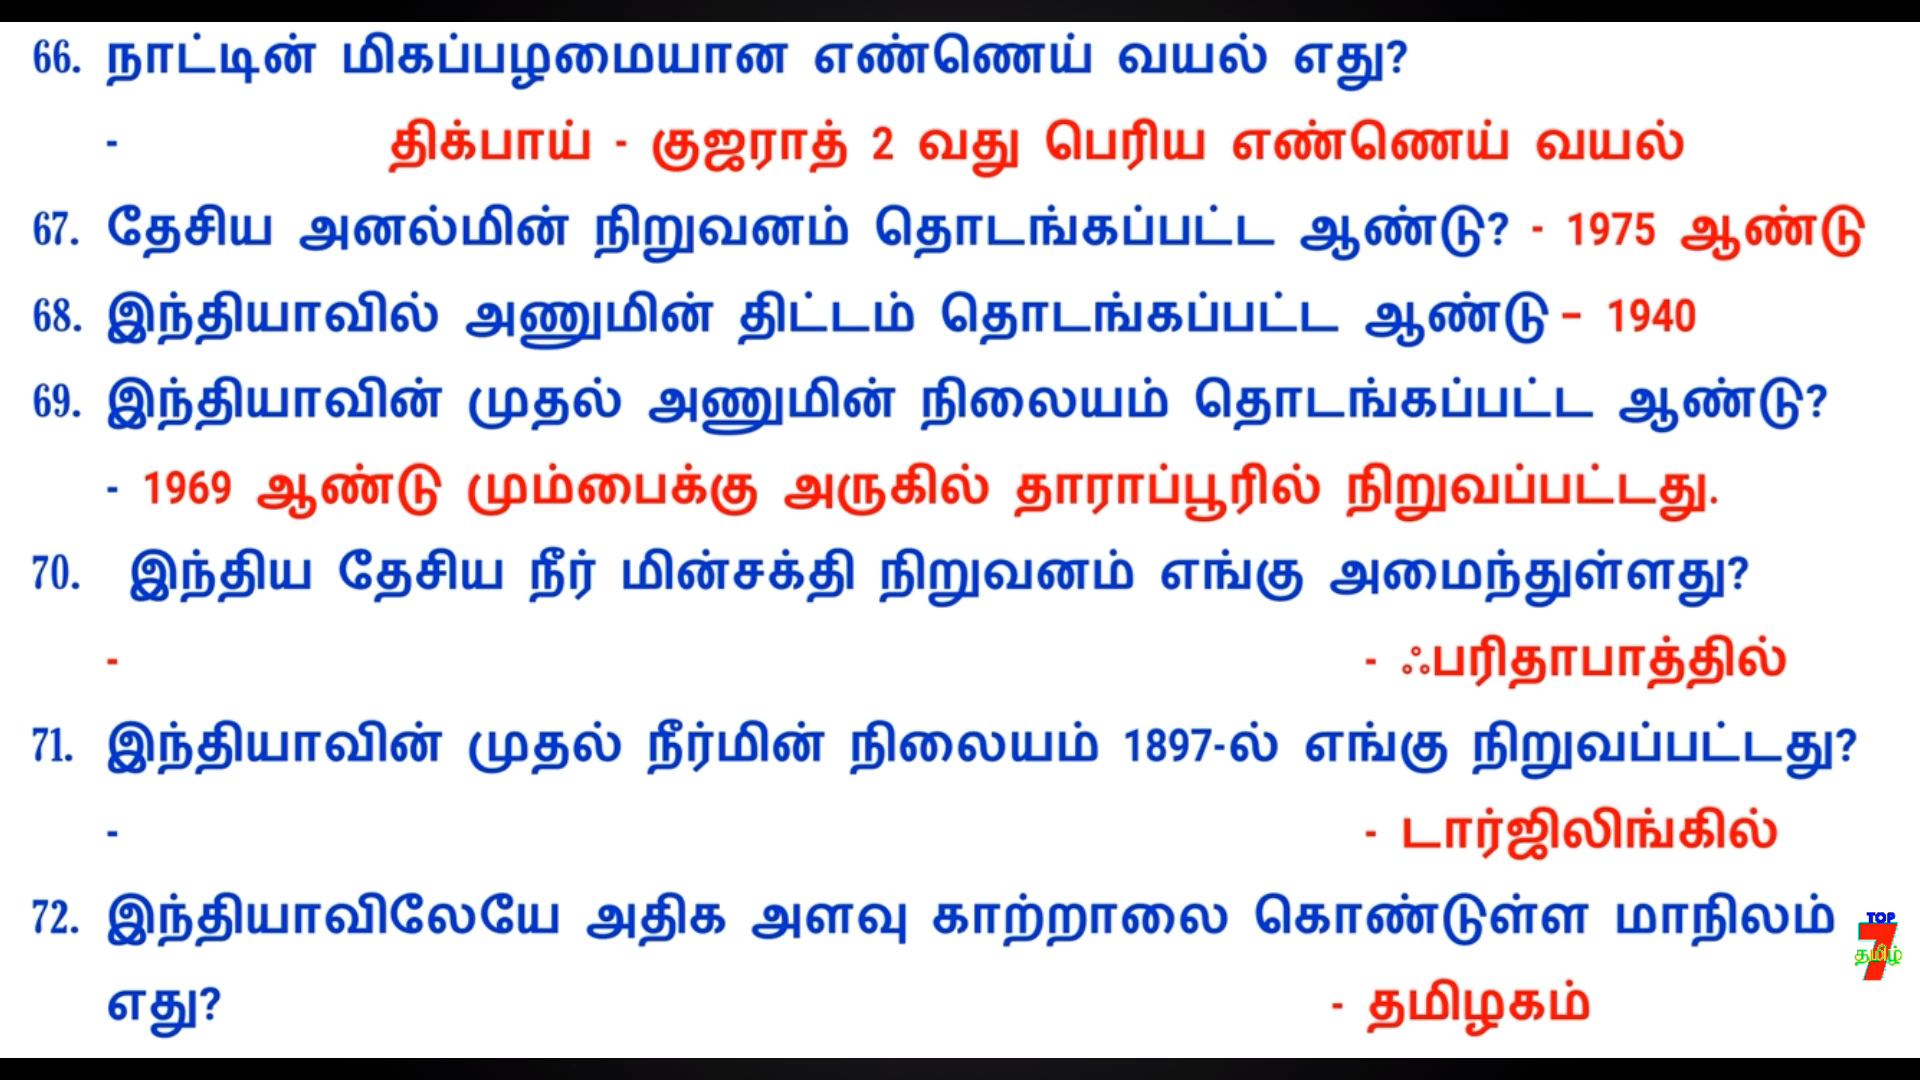 66. நாட்டின் மிகப்பழமையான எண்ணெய் வயல் எது?
- திக்பாய் - குஜராத் 2 வது பெரிய எண்ணெய் வயல்
67. தேசிய அனல்மின் நிறுவனம் தொடங்கப்பட்ட ஆண்டு? - 1975 ஆண்டு
68. இந்தியாவில் அணுமின் திட்டம் தொடங்கப்பட்ட ஆண்டு – 1940
69. இந்தியாவின் முதல் அணுமின் நிலையம் தொடங்கப்பட்ட ஆண்டு?
- 1969 ஆண்டு மும்பைக்கு அருகில் தாராப்பூரில் நிறுவப்பட்டது.
70. இந்திய தேசிய நீர் மின்சக்தி நிறுவனம் எங்கு அமைந்துள்ளது?
- - ஃபரிதாபாத்தில்
71. இந்தியாவின் முதல் நீர்மின் நிலையம் 1897-ல் எங்கு நிறுவப்பட்டது?
- - டார்ஜிலிங்கில்
72. இந்தியாவிலேயே அதிக அளவு காற்றாலை கொண்டுள்ள மாநிலம்
எது? - தமிழகம்
TOP
7
தமிழ்